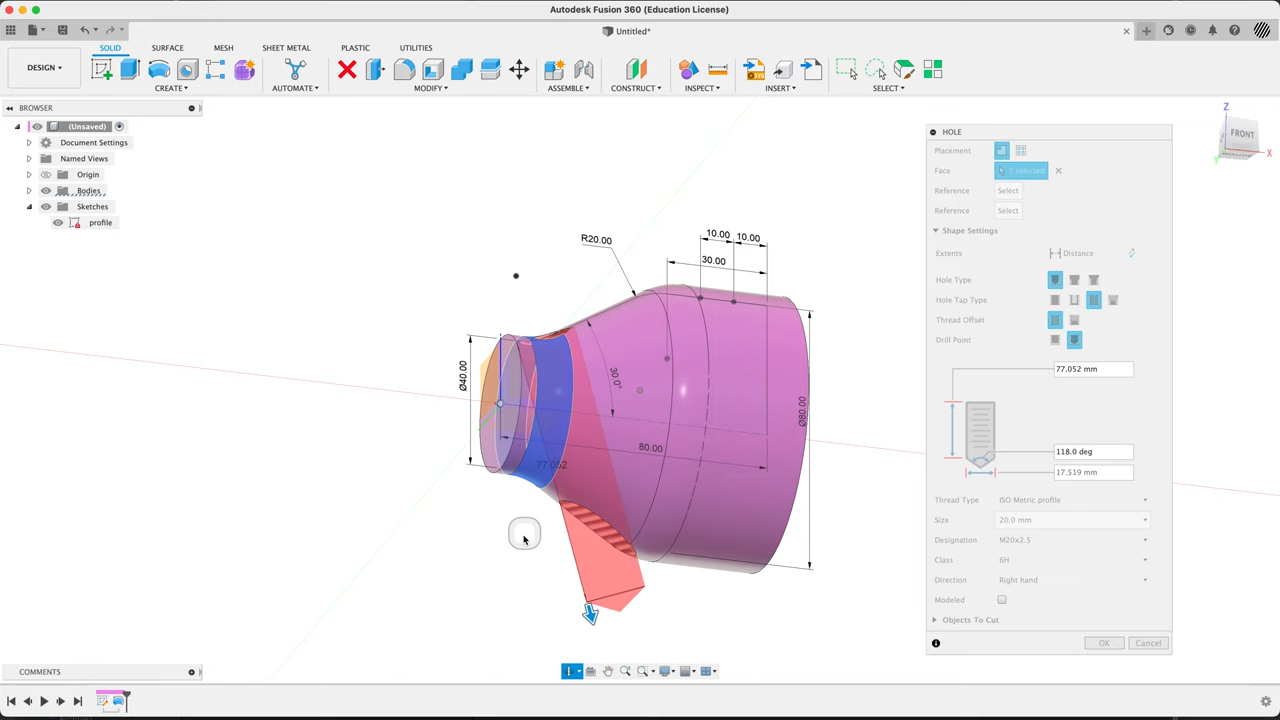 Autodesk Fusion 360 (Education License)
Untitled*
SOLID SURFACE MESH SHEET METAL PLASTIC UTILITIES
DESIGN
CREATE AUTOMATE MODIFY ASSEMBLE CONSTRUCT INSPECT INSERT SELECT
BROWSER
(Unsaved)
Document Settings
Named Views
Origin
Bodies
Sketches
profile
R20.00
10.00 10.00
30.00
Ø40.00
30.0°
80.00
Ø80.00
77.052
Z
FRONT
X
Y
HOLE
Placement
Face 1 selected
Reference Select
Reference Select
Shape Settings
Extents Distance
Hole Type
Hole Tap Type
Thread Offset
Drill Point
77.052 mm
118.0 deg
17.519 mm
Thread Type ISO Metric profile
Size 20.0 mm
Designation M20x2.5
Class 6H
Direction Right hand
Modeled
Objects To Cut
OK Cancel
COMMENTS